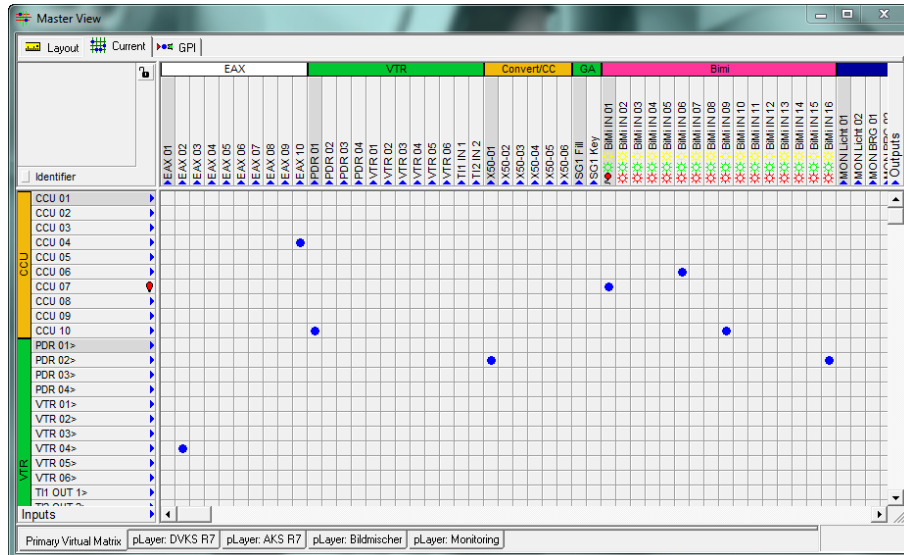 Master View
Layout
Current
GPI
EAX
VTR
Convert/CC
GA
Bimi
Identifier
EAX 01
EAX 02
EAX 03
EAX 04
EAX 05
EAX 06
EAX 07
EAX 08
EAX 09
EAX 10
PDR 01
PDR 02
PDR 03
PDR 04
VTR 01
VTR 02
VTR 03
VTR 04
VTR 05
VTR 06
TI1 IN 1
TI2 IN 2
X50-01
X50-02
X50-03
X50-04
X50-05
X50-06
SG1 Fill
SG1 Key
BiMi IN 01
BiMi IN 02
BiMi IN 03
BiMi IN 04
BiMi IN 05
BiMi IN 06
BiMi IN 07
BiMi IN 08
BiMi IN 09
BiMi IN 10
BiMi IN 11
BiMi IN 12
BiMi IN 13
BiMi IN 14
BiMi IN 15
BiMi IN 16
MON Licht 01
MON Licht 02
MON BRG 01
MON BRG 02
Outputs
CCU
CCU 01
CCU 02
CCU 03
CCU 04
CCU 05
CCU 06
CCU 07
CCU 08
CCU 09
CCU 10
VTR
PDR 01>
PDR 02>
PDR 03>
PDR 04>
VTR 01>
VTR 02>
VTR 03>
VTR 04>
VTR 05>
VTR 06>
TI1 OUT 1>
Inputs
Primary Virtual Matrix
pLayer: DVKS R7
pLayer: AKS R7
pLayer: Bildmischer
pLayer: Monitoring